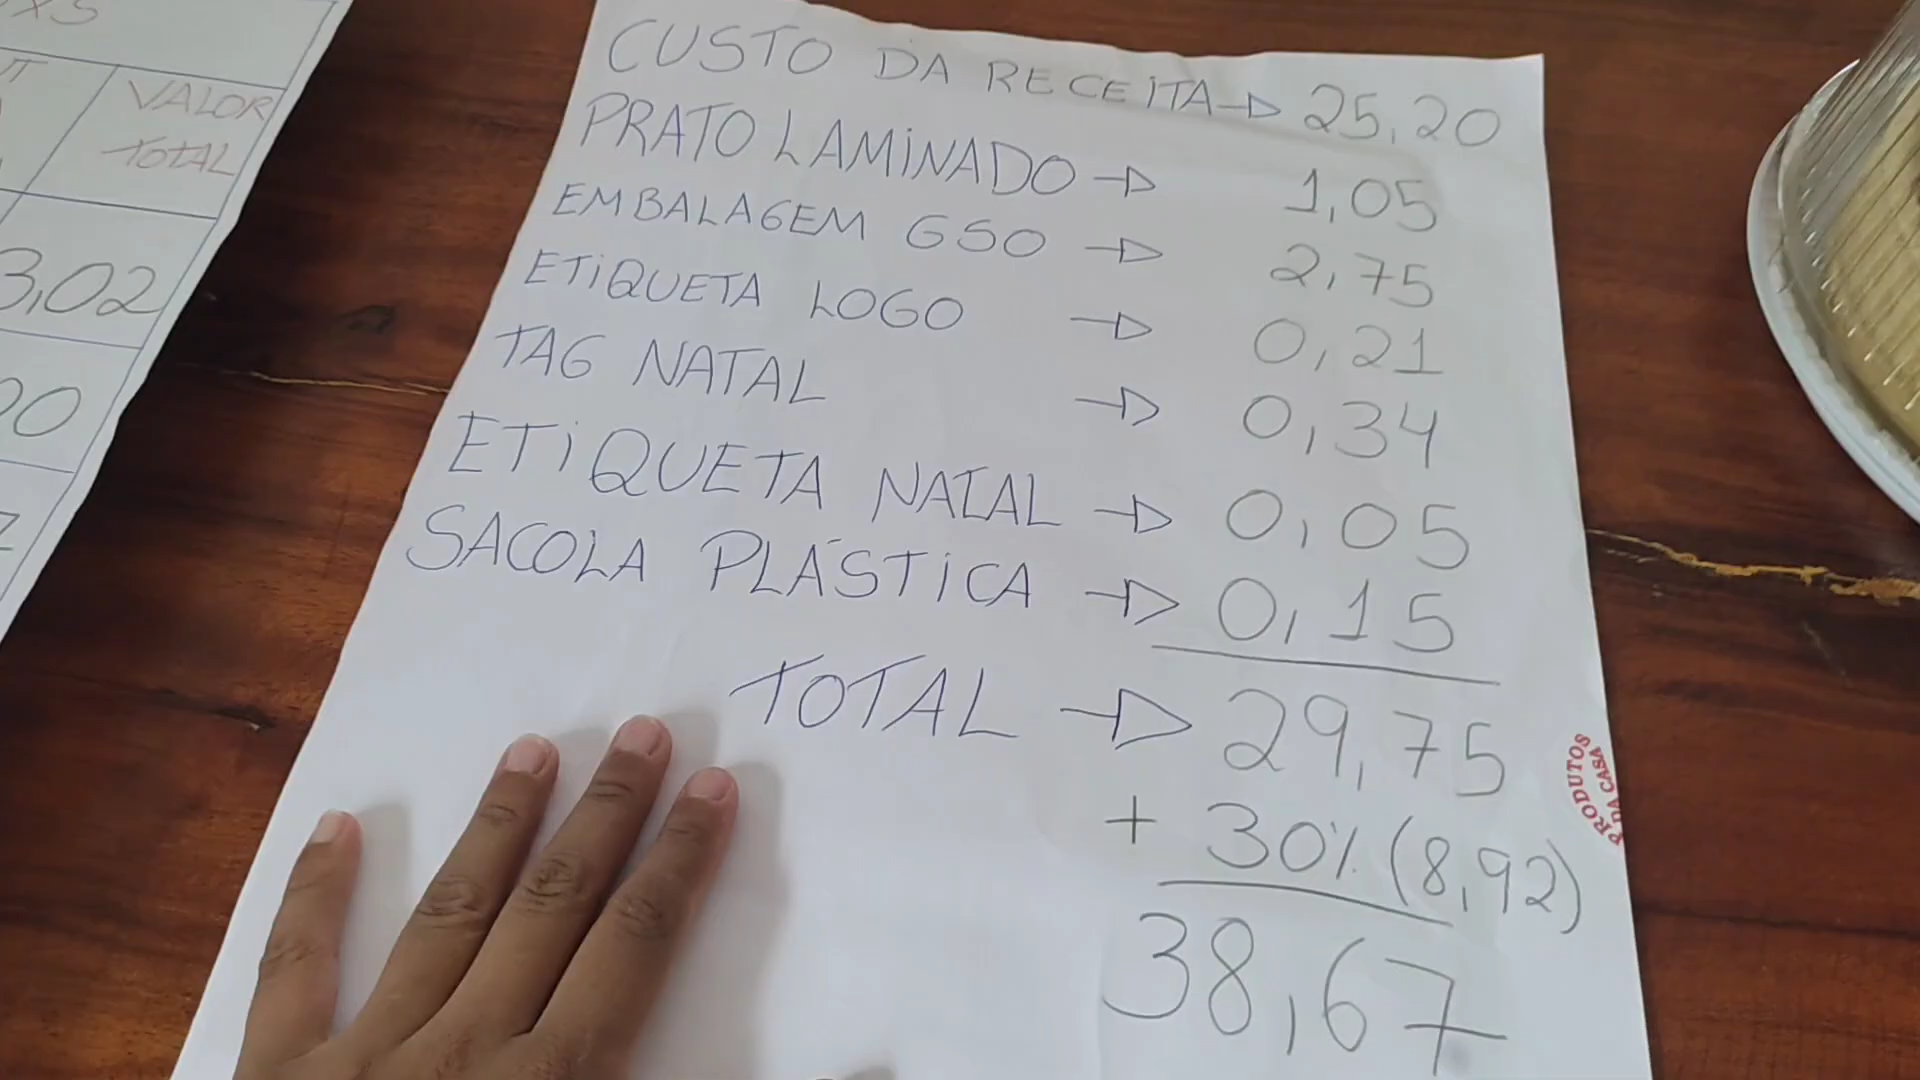 VALOR
TOTAL
3,02
CUSTO DA RECEITA → 25,20
PRATO LAMINADO → 1,05
EMBALAGEM G50 → 2,75
ETIQUETA LOGO → 0,21
TAG NATAL → 0,34
ETIQUETA NATAL → 0,05
SACOLA PLÁSTICA → 0,15
TOTAL → 29,75
+ 30% (8,92)
38,67
PRODUTOS
DA CASA